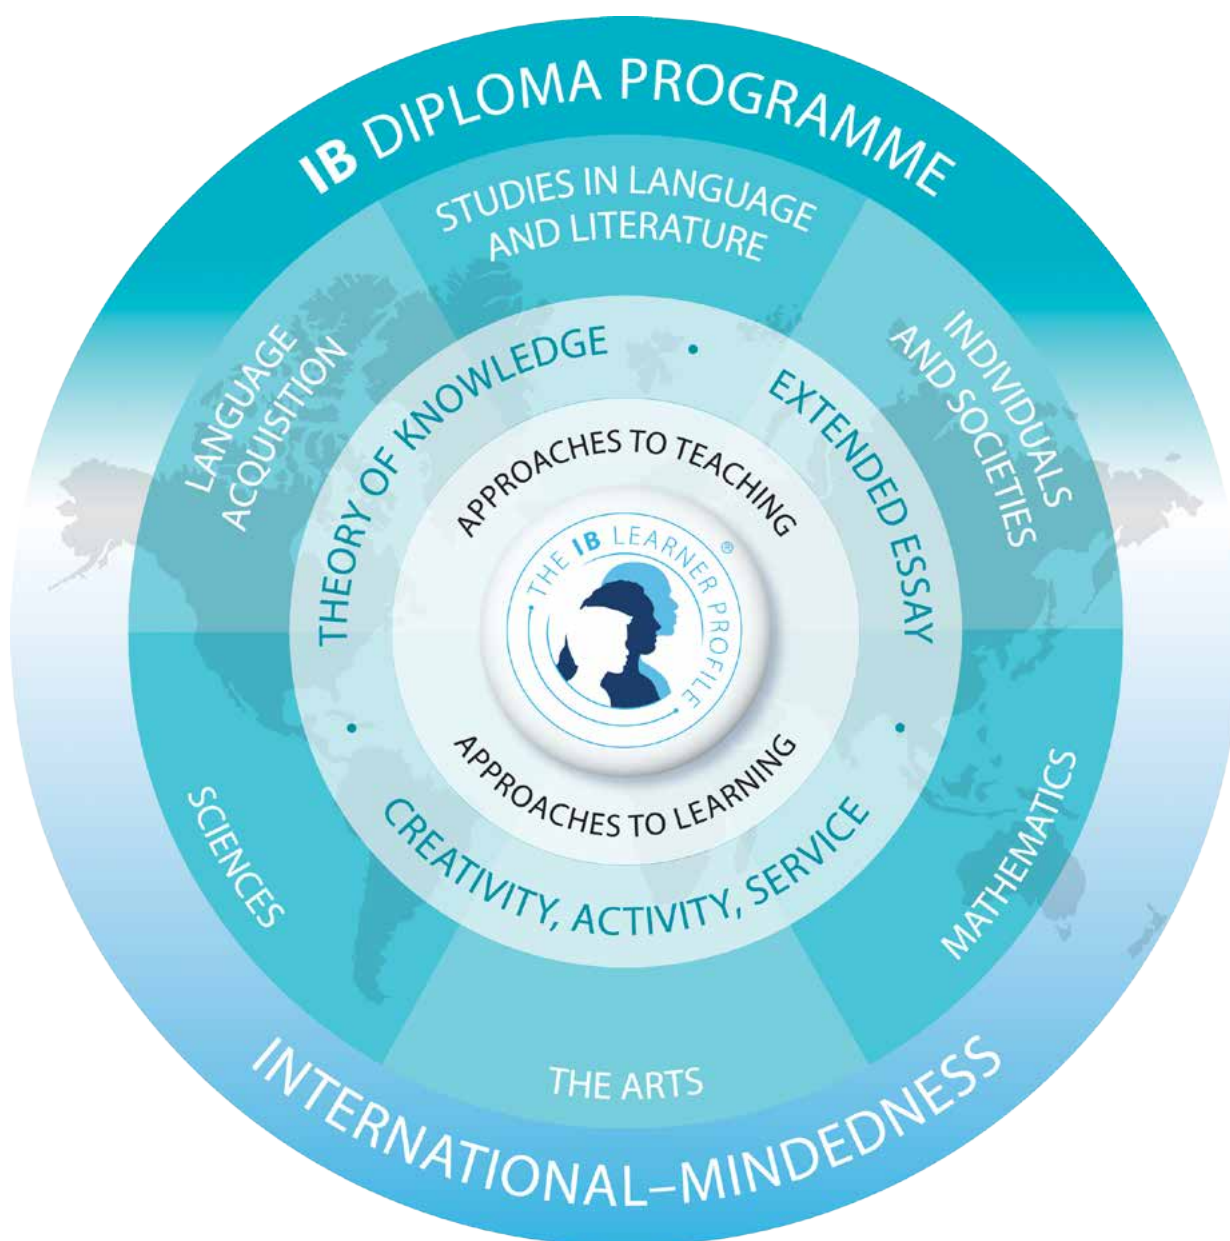 IB DIPLOMA PROGRAMME
STUDIES IN LANGUAGE
AND LITERATURE
LANGUAGE
ACQUISITION
INDIVIDUALS
AND SOCIETIES
THEORY OF KNOWLEDGE
•
EXTENDED ESSAY
APPROACHES TO TEACHING
THE IB LEARNER PROFILE
®
APPROACHES TO LEARNING
•
CREATIVITY, ACTIVITY, SERVICE
•
SCIENCES
MATHEMATICS
THE ARTS
INTERNATIONAL–MINDEDNESS